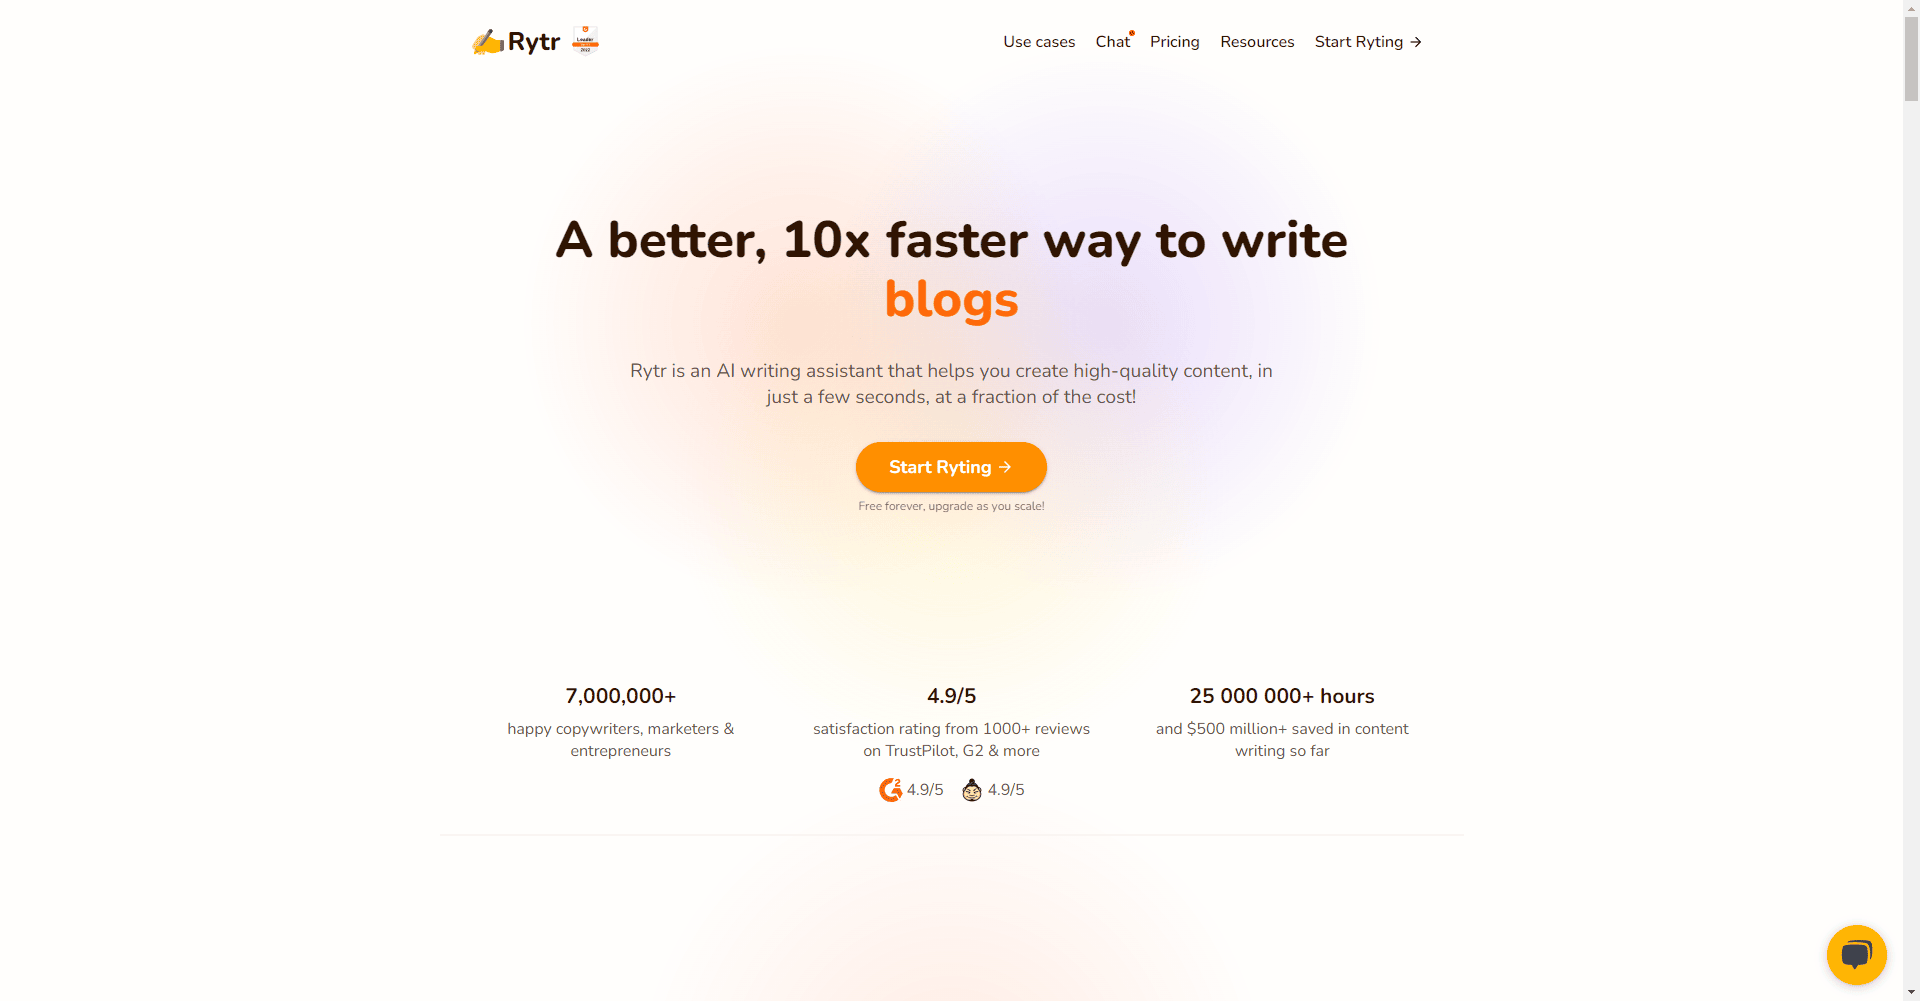 Rytr
Leader
2022
Use cases
Chat
Pricing
Resources
Start Ryting →
A better, 10x faster way to write
blogs
Rytr is an AI writing assistant that helps you create high-quality content, in
just a few seconds, at a fraction of the cost!
Start Ryting →
Free forever, upgrade as you scale!
7,000,000+
happy copywriters, marketers &
entrepreneurs
4.9/5
satisfaction rating from 1000+ reviews
on TrustPilot, G2 & more
G2 4.9/5
4.9/5
25 000 000+ hours
and $500 million+ saved in content
writing so far